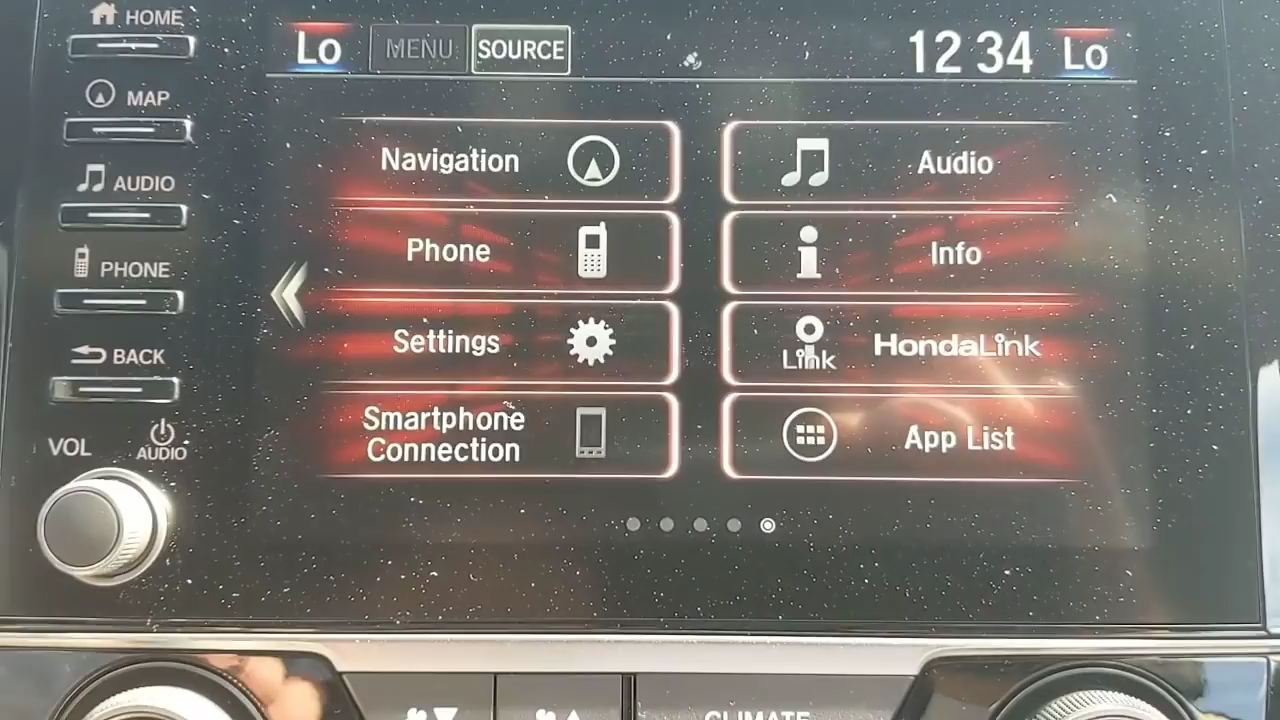 HOME
MAP
AUDIO
PHONE
BACK
VOL
AUDIO
Lo MENU SOURCE 12 34 Lo
Navigation
Audio
Phone
Info
Settings
Link HondaLink
Smartphone
Connection
App List
CLIMATE